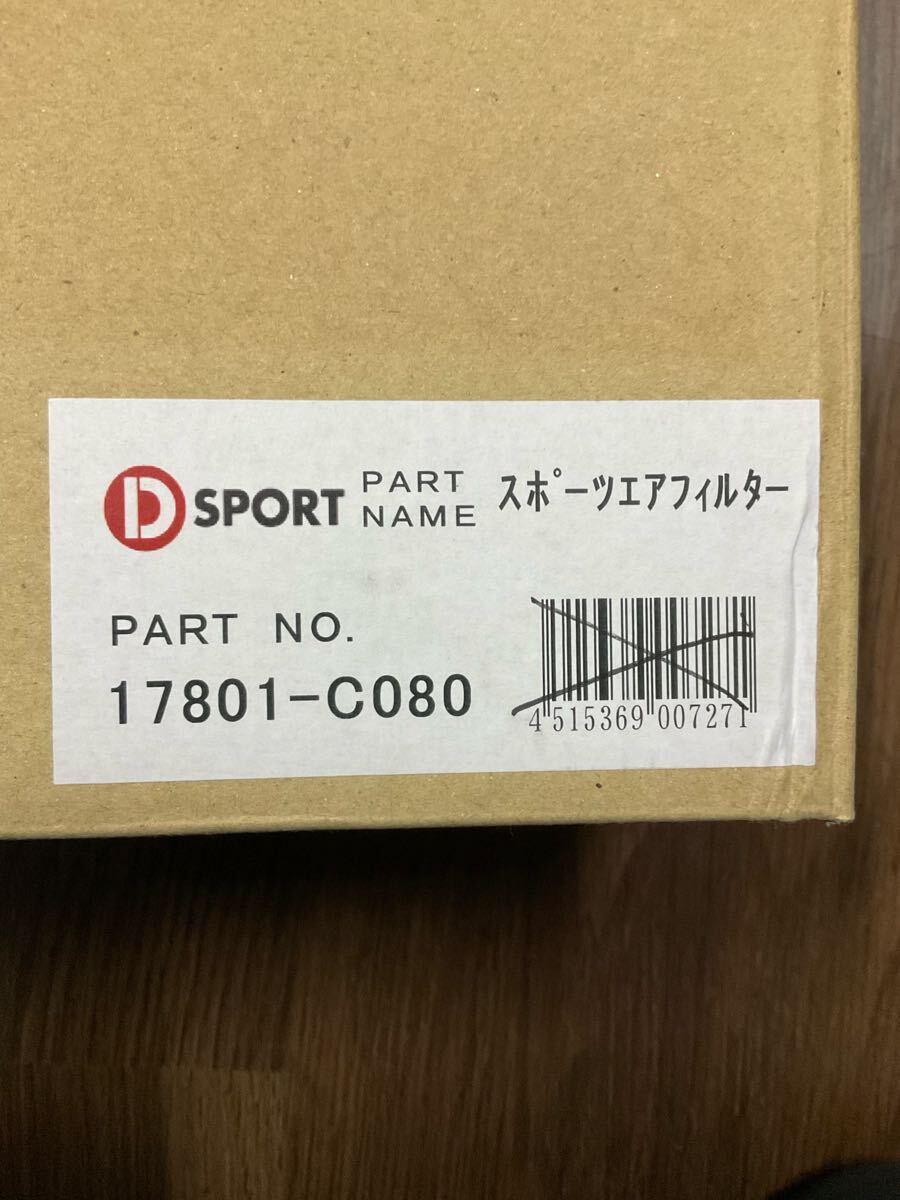 D SPORT PART NAME スポーツエアフィルター
PART NO.
17801-C080
4 515369 007271